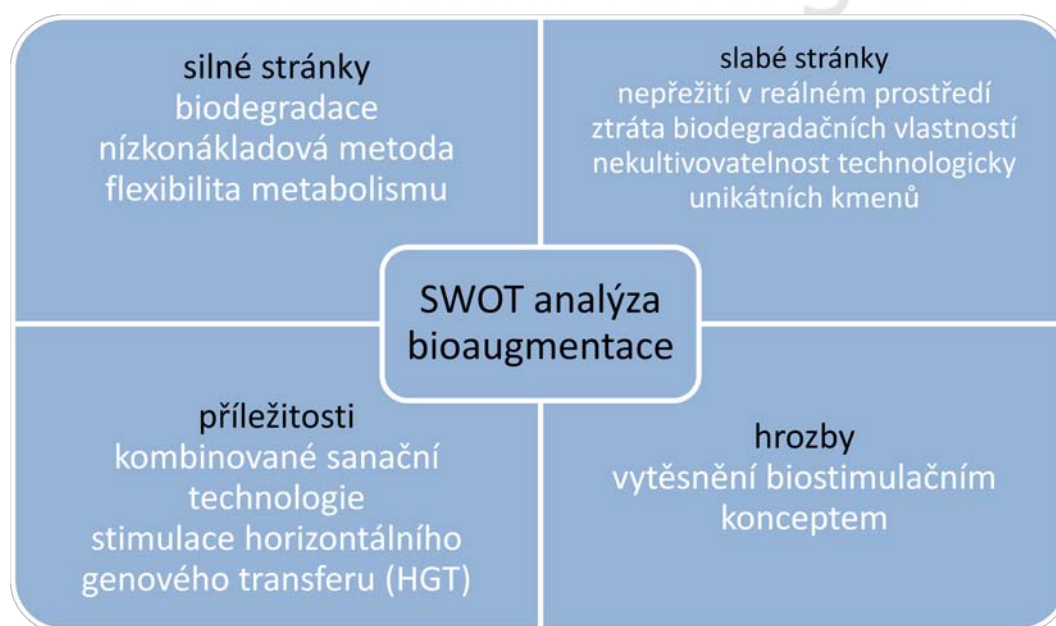 silné stránky
biodegradace
nízkonákladová metoda
flexibilita metabolismu
slabé stránky
nepřežití v reálném prostředí
ztráta biodegradačních vlastností
nekultivovatelnost technologicky
unikátních kmenů
SWOT analýza
bioaugmentace
příležitosti
kombinované sanační
technologie
stimulace horizontálního
genového transferu (HGT)
hrozby
vytěsnění biostimulačním
konceptem